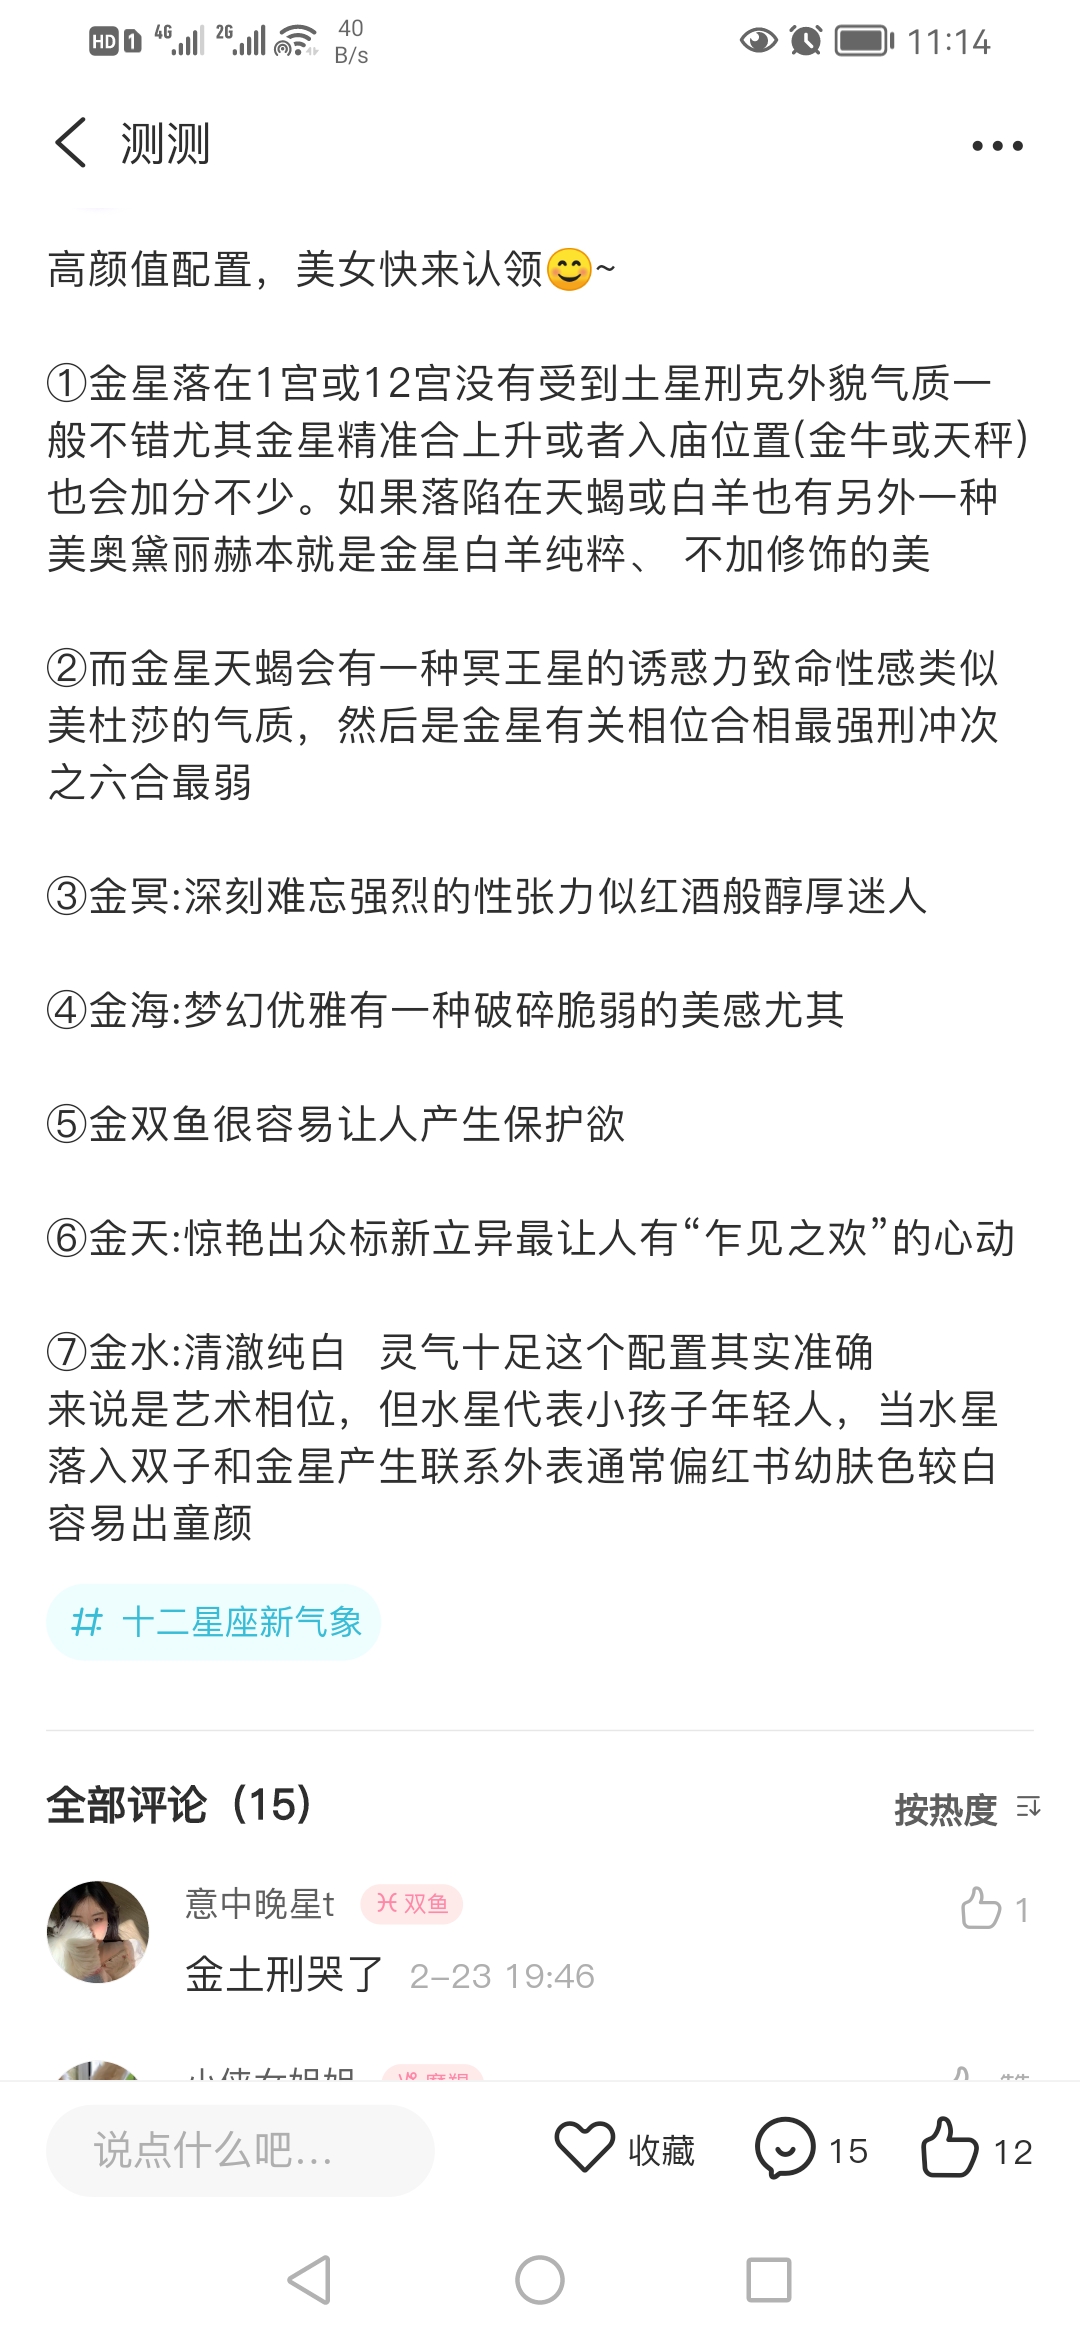 HD 1 4G 2G 40 B/s 11:14
测测
高颜值配置，美女快来认领😊~
①金星落在1宫或12宫没有受到土星刑克外貌气质一
般不错尤其金星精准合上升或者入庙位置(金牛或天秤)
也会加分不少。如果落陷在天蝎或白羊也有另外一种
美奥黛丽赫本就是金星白羊纯粹、 不加修饰的美
②而金星天蝎会有一种冥王星的诱惑力致命性感类似
美杜莎的气质，然后是金星有关相位合相最强刑冲次
之六合最弱
③金冥:深刻难忘强烈的性张力似红酒般醇厚迷人
④金海:梦幻优雅有一种破碎脆弱的美感尤其
⑤金双鱼很容易让人产生保护欲
⑥金天:惊艳出众标新立异最让人有“乍见之欢”的心动
⑦金水:清澈纯白 灵气十足这个配置其实准确
来说是艺术相位，但水星代表小孩子年轻人，当水星
落入双子和金星产生联系外表通常偏红书幼肤色较白
容易出童颜
# 十二星座新气象
全部评论（15） 按热度
意中晚星t 双鱼 1
金土刑哭了 2-23 19:46
小侠女姐姐 摩羯 赞
说点什么吧... 收藏 15 12